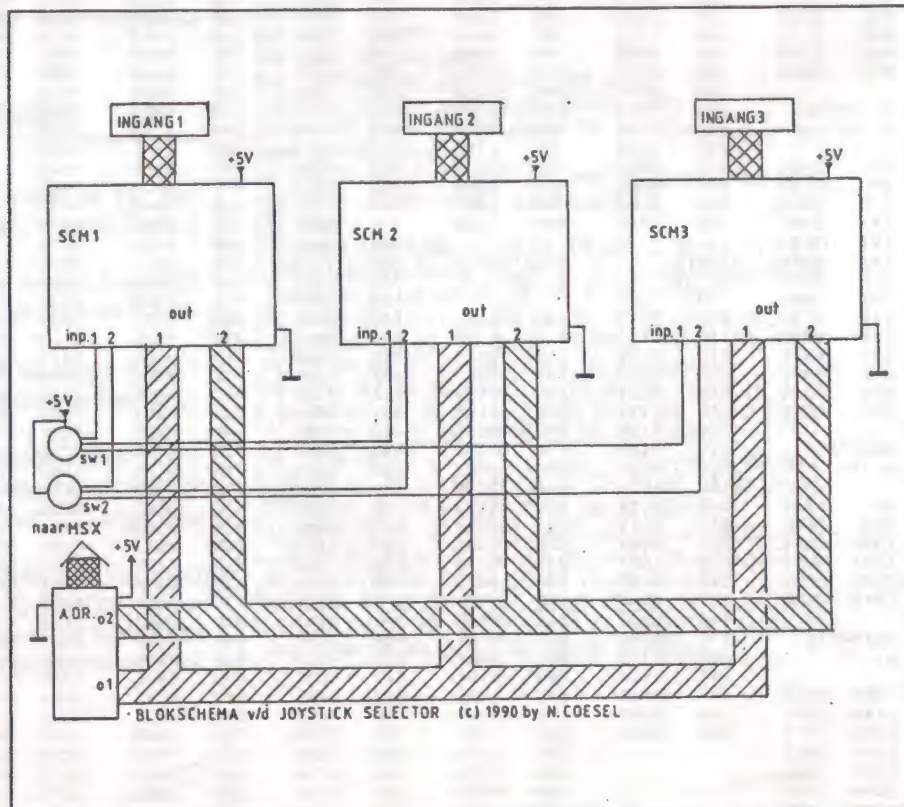 INGANG1
INGANG2
INGANG3
+5V
+5V
+5V
SCM1
SCM 2
SCM3
out
out
out
inp. 1 2 1 2
inp. 1 2 1 2
inp. 1 2 1 2
+5V
sw1
sw2
naar MSX
+5V
ADR. o2
o1
BLOKSCHEMA v/d JOYSTICK SELECTOR (c) 1990 by N. COESEL